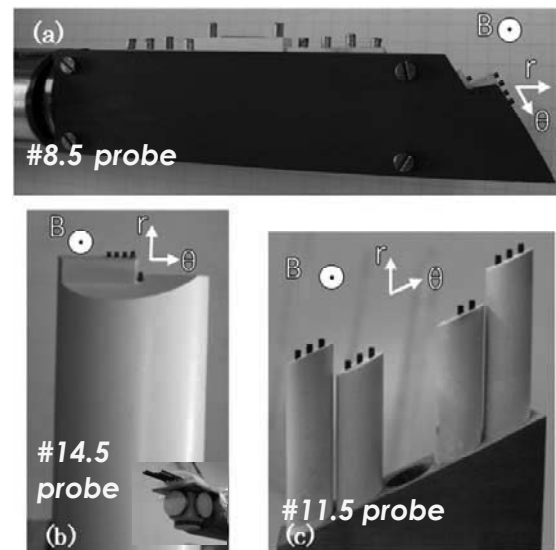 (a)
B
r
θ
#8.5 probe
B
r
θ
#14.5
probe
(b)
B
r
θ
#11.5 probe
(c)